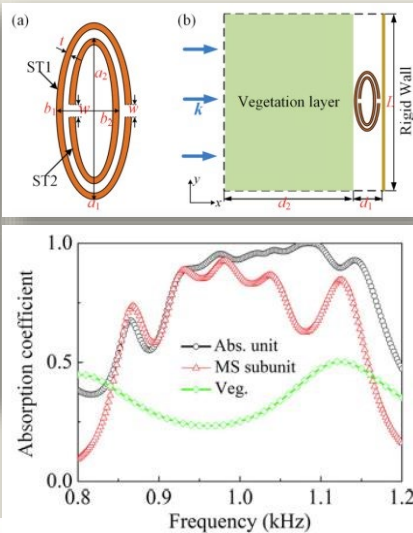 (a)
t
ST1
a₂
b₁
w
b₂
w
ST2
a₁
(b)
k
Vegetation layer
L
Rigid Wall
y
x
d₂
d₁
Absorption coefficient
1.0
0.5
0.0
Abs. unit
MS subunit
Veg.
0.8 0.9 1.0 1.1 1.2
Frequency (kHz)